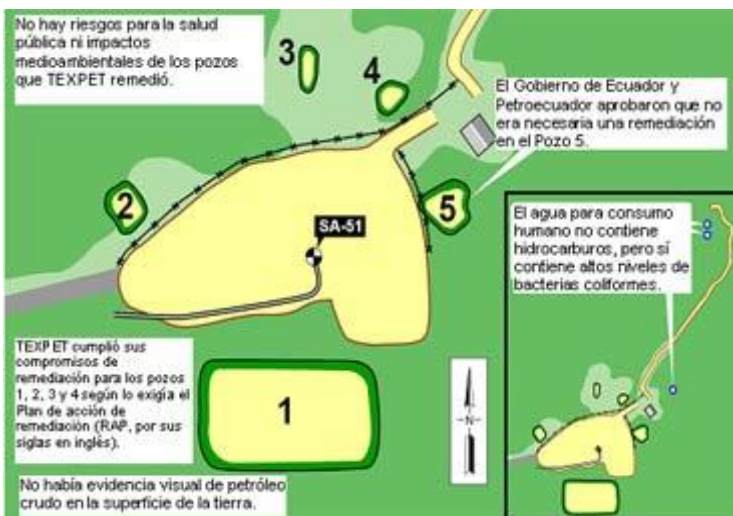 No hay riesgos para la salud
pública ni impactos
medioambientales de los pozos
que TEXPET remedió.
3
4
El Gobierno de Ecuador y
Petroecuador aprobaron que no
era necesaria una remediación
en el Pozo 5.
2
5
SA-51
El agua para consumo
humano no contiene
hidrocarburos, pero sí
contiene altos niveles de
bacterias coliformes.
TEXPET cumplió sus
compromisos de
remediación para los pozos
1, 2, 3 y 4 según lo exigía el
Plan de acción de
remediación (RAP, por sus
siglas en inglés).
1
N
No había evidencia visual de petróleo
crudo en la superficie de la tierra.